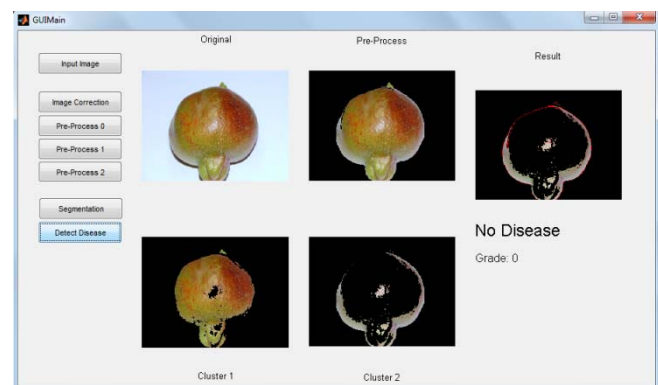 GUIMain
Original
Pre-Process
Result
Input Image
Image Correction
Pre-Process 0
Pre-Process 1
Pre-Process 2
Segmentation
Detect Disease
No Disease
Grade: 0
Cluster 1
Cluster 2